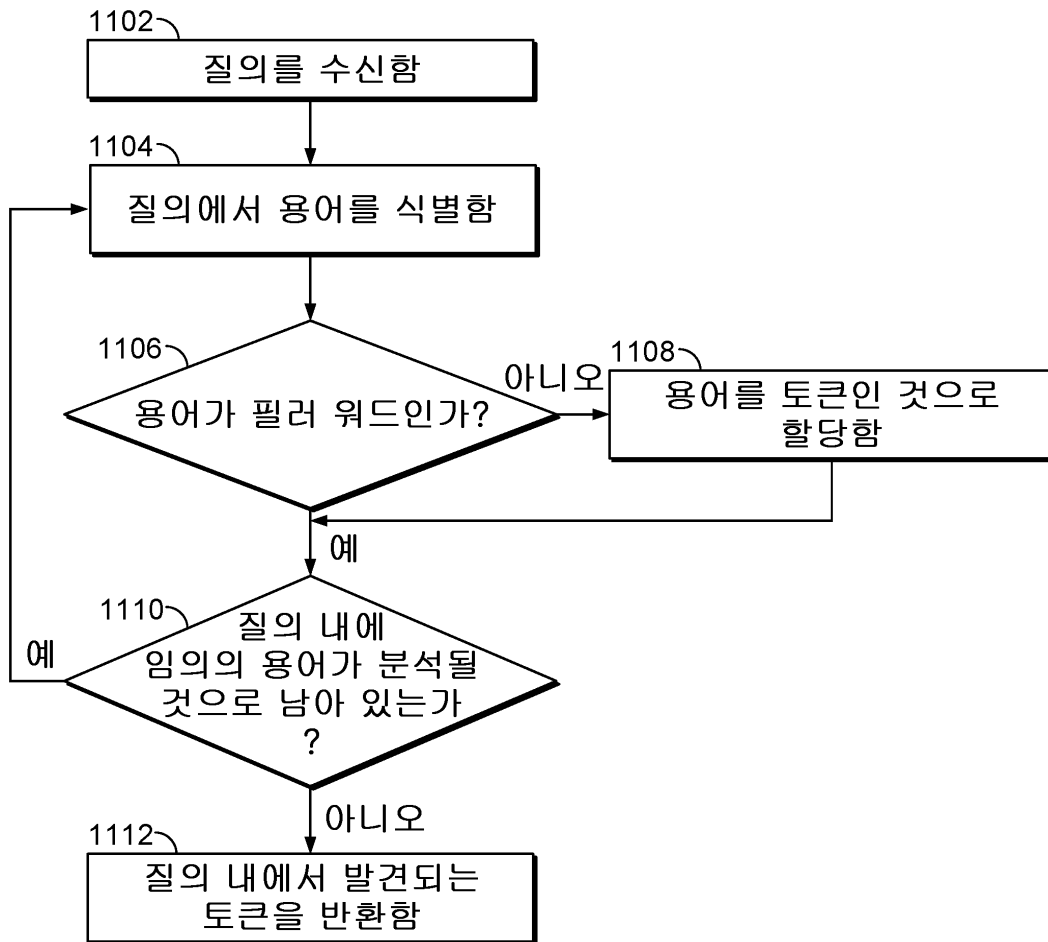 1102
질의를 수신함
1104
질의에서 용어를 식별함
1106
용어가 필러 워드인가?
아니오
1108
용어를 토큰인 것으로
할당함
예
1110
질의 내에
임의의 용어가 분석될
것으로 남아 있는가
?
예
아니오
1112
질의 내에서 발견되는
토큰을 반환함